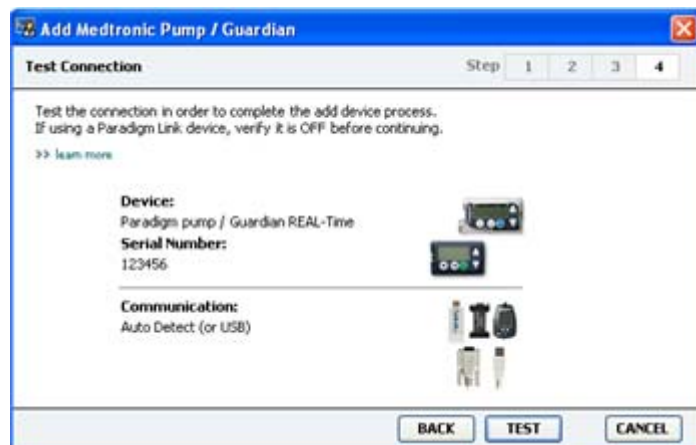 Add Medtronic Pump / Guardian
Test Connection Step 1 2 3 4
Test the connection in order to complete the add device process.
If using a Paradigm Link device, verify it is OFF before continuing.
>> learn more
Device:
Paradigm pump / Guardian REAL-Time
Serial Number:
123456
Communication:
Auto Detect (or USB)
BACK TEST CANCEL